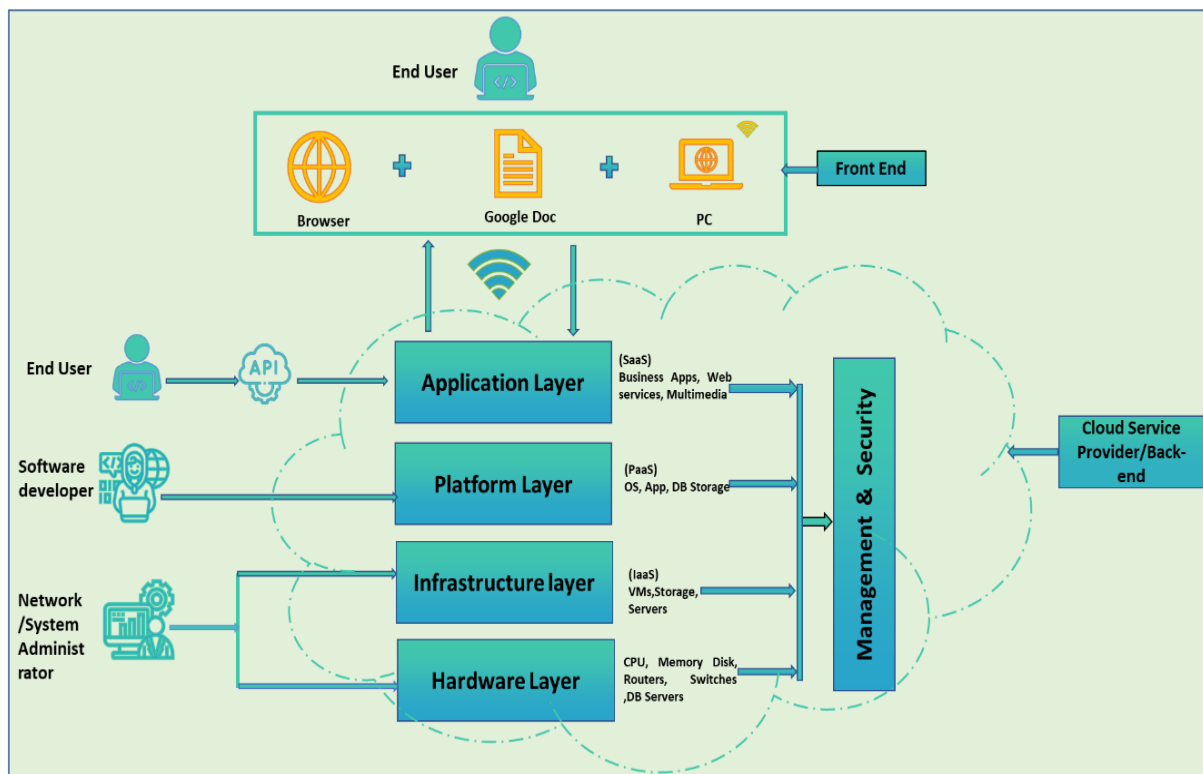 End User
Browser
Google Doc
PC
Front End
End User
API
Application Layer
(SaaS)
Business Apps, Web
services, Multimedia
Software
developer
Platform Layer
(PaaS)
OS, App, DB Storage
Network
/System
Administ
rator
Infrastructure layer
(IaaS)
VMs,Storage,
Servers
Hardware Layer
CPU, Memory Disk,
Routers, Switches
,DB Servers
Management & Security
Cloud Service
Provider/Back-
end